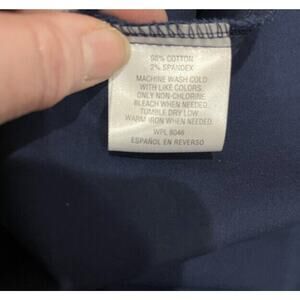 98% COTTON
2% SPANDEX
MACHINE WASH COLD
WITH LIKE COLORS.
ONLY NON-CHLORINE
BLEACH WHEN NEEDED.
TUMBLE DRY LOW.
WARM IRON WHEN NEEDED.
WPL 8046
ESPAÑOL EN REVERSO